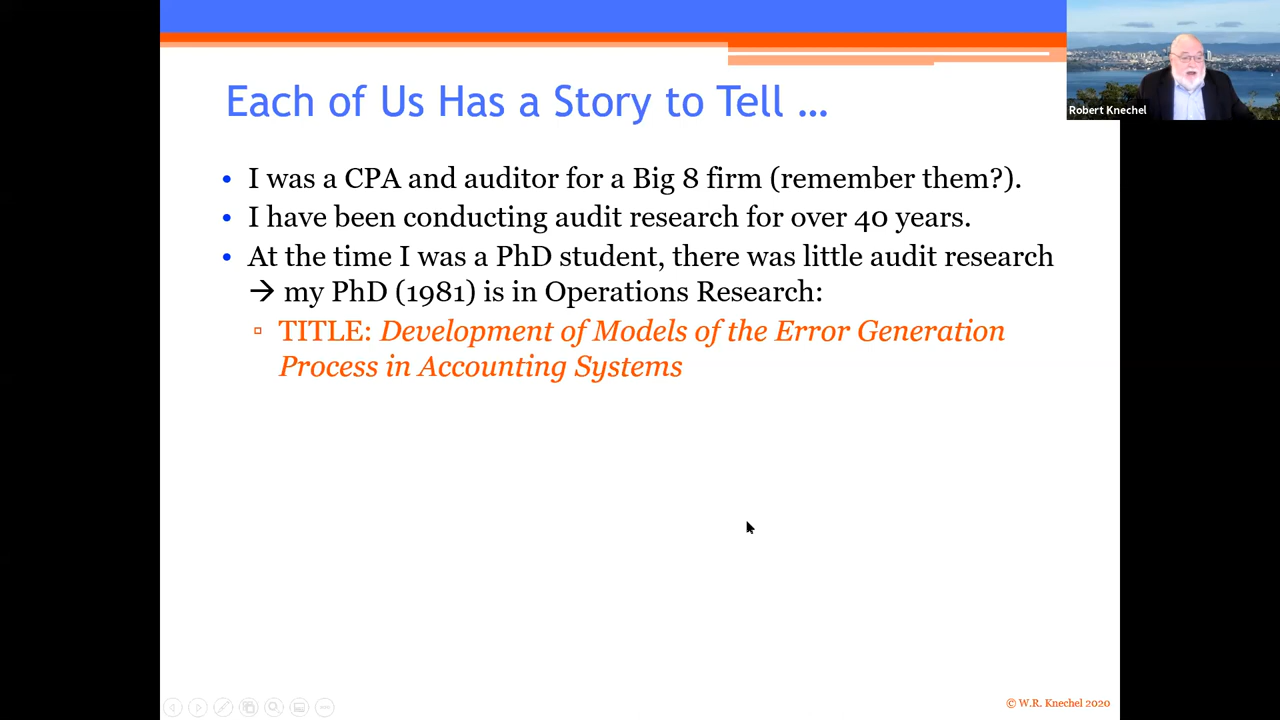 Robert Knechel
Each of Us Has a Story to Tell …
• I was a CPA and auditor for a Big 8 firm (remember them?).
• I have been conducting audit research for over 40 years.
• At the time I was a PhD student, there was little audit research
→ my PhD (1981) is in Operations Research:
▫ TITLE: Development of Models of the Error Generation
Process in Accounting Systems
© W.R. Knechel 2020